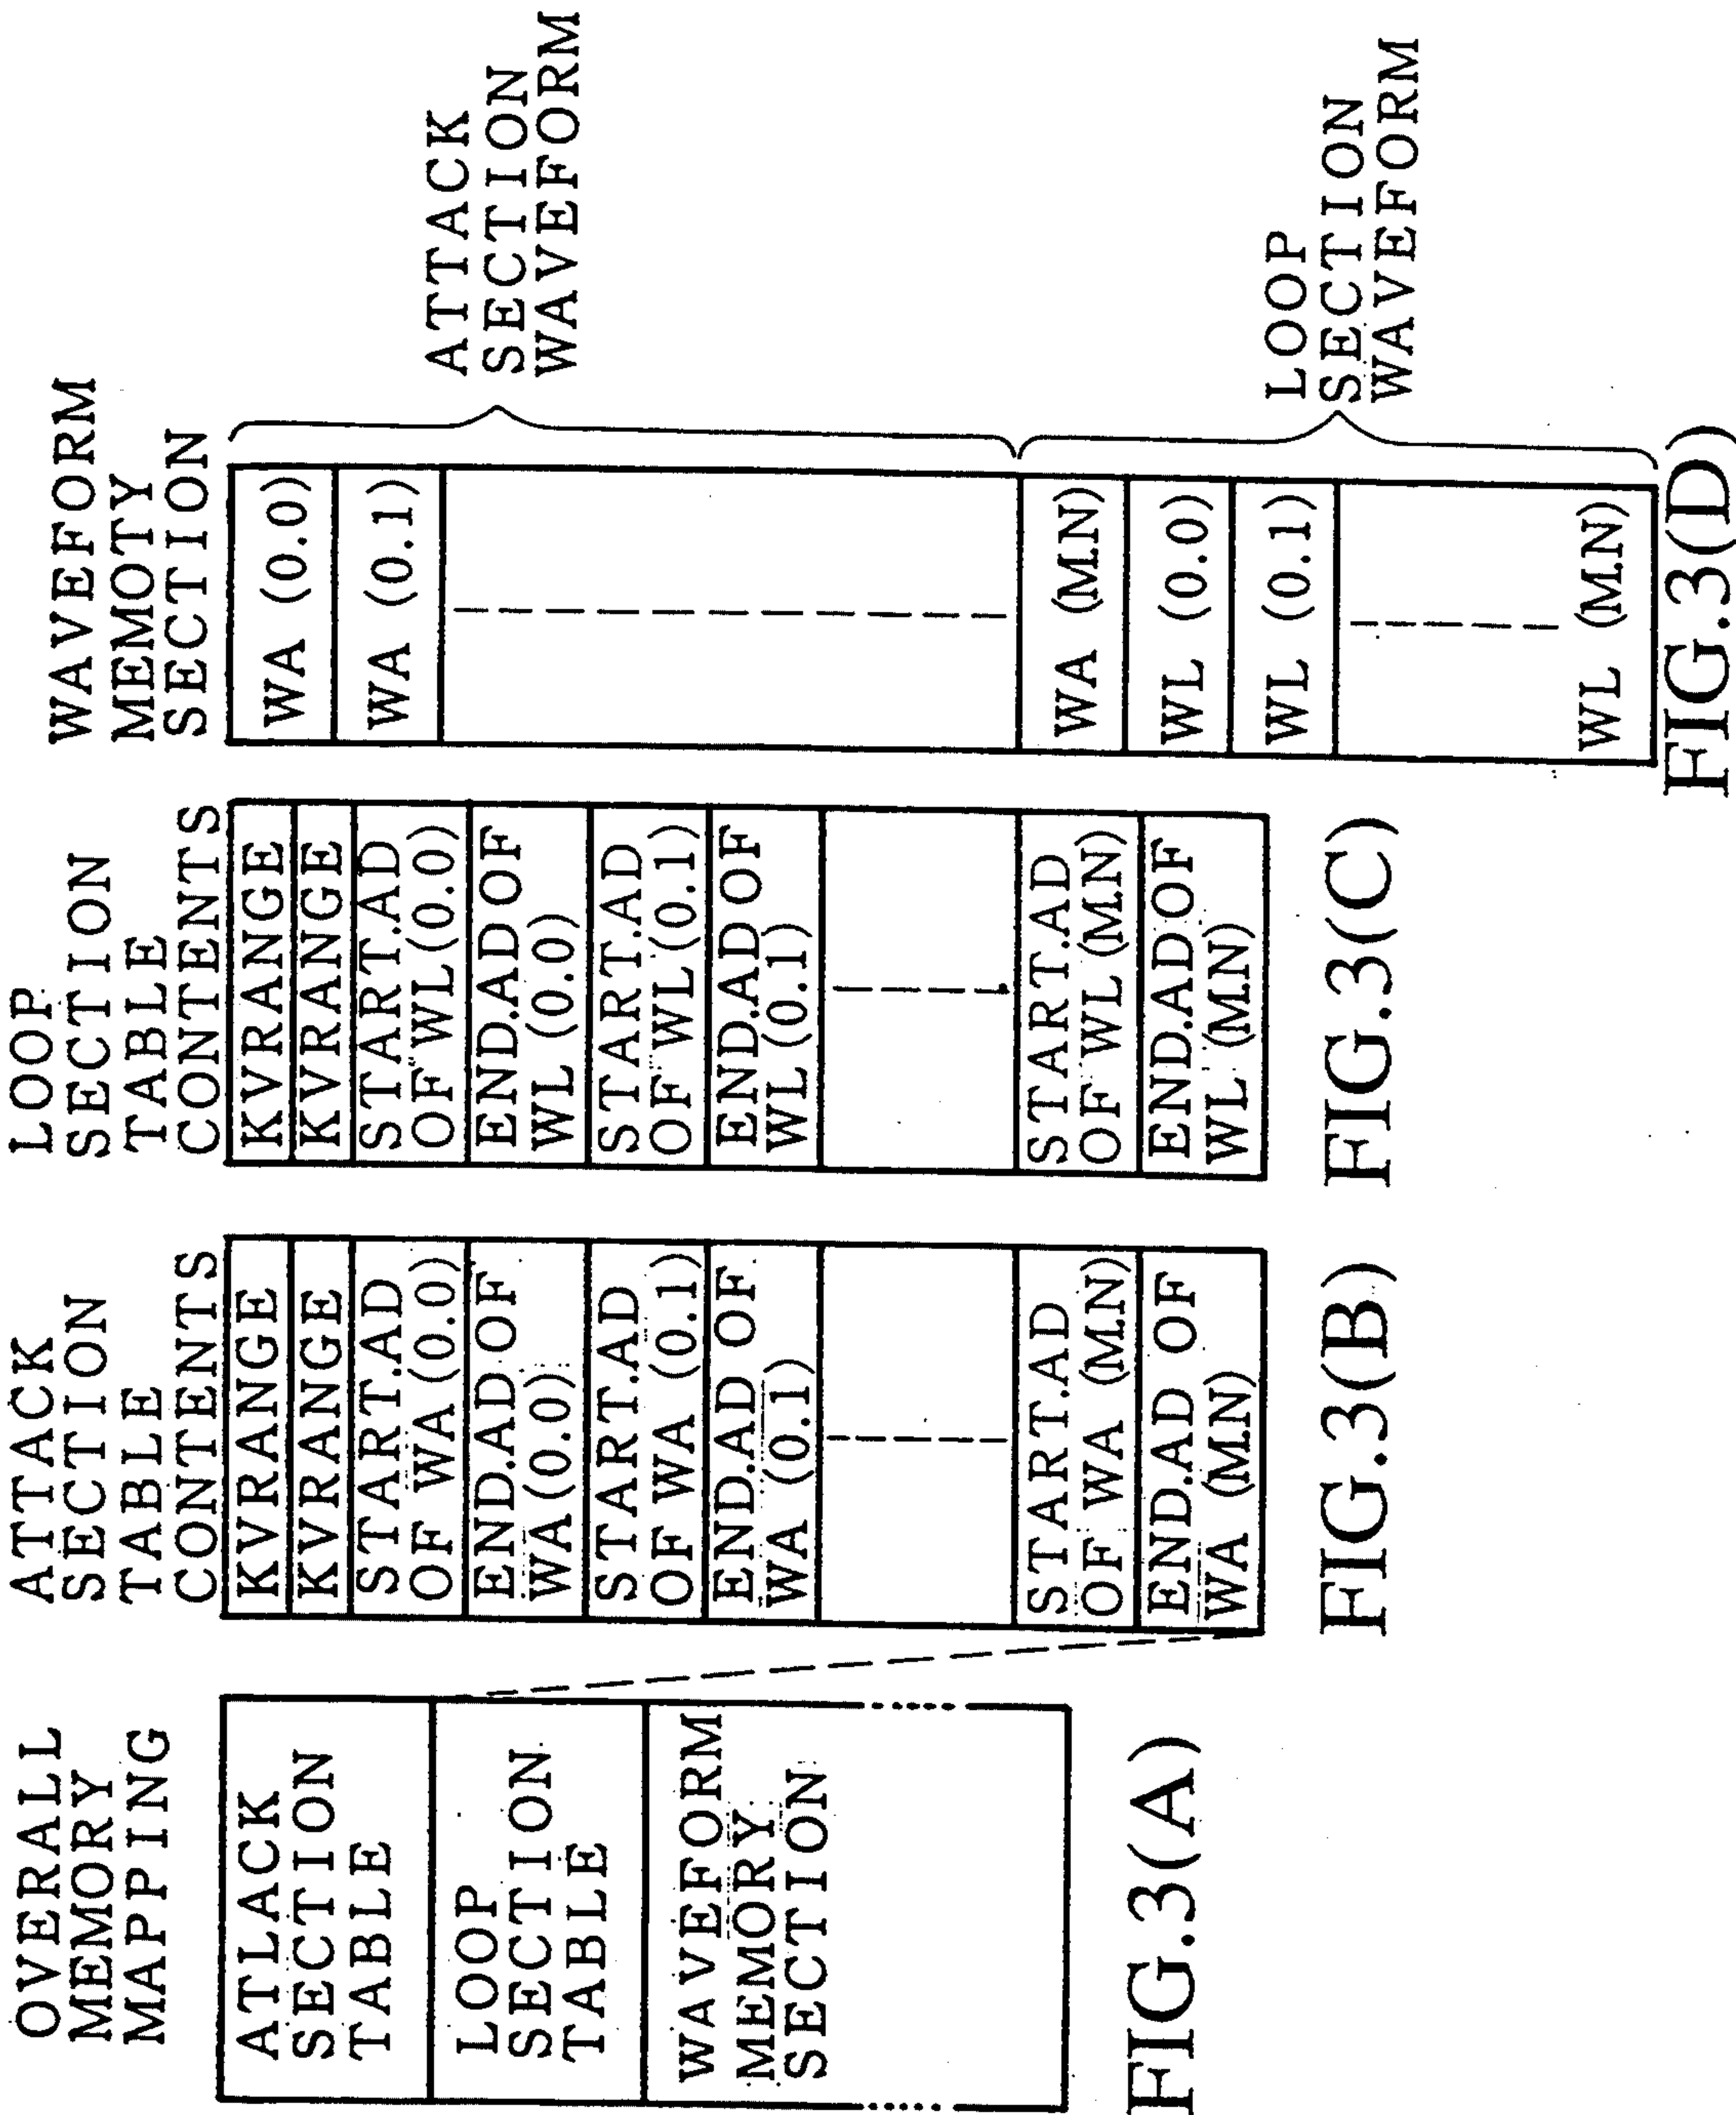 OVERALL
MEMORY
MAPPING
ATLACK
SECTION
TABLE
LOOP
SECTION
TABLE
WAVEFORM
MEMORY
SECTION
FIG.3(A)
ATTACK
SECTION
TABLE
CONTENTS
KVRANGE
KVRANGE
START.AD
OF WA (0.0)
END.AD OF
WA (0.0)
START.AD
OF WA (0.1)
END.AD OF
WA (0.1)
START.AD
OF WA (M.N)
END.AD OF
WA (M.N)
FIG.3(B)
LOOP
SECTION
TABLE
CONTENTS
KVRANGE
KVRANGE
START.AD
OF WL (0.0)
END.AD OF
WL (0.0)
START.AD
OF WL (0.1)
END.AD OF
WL (0.1)
START.AD
OF WL (M.N)
END.AD OF
WL (M.N)
FIG.3(C)
WAVEFORM
MEMOTY
SECTION
WA (0.0)
WA (0.1)
WA (M.N)
WL (0.0)
WL (0.1)
WL (M.N)
FIG.3(D)
ATTACK
SECTION
WAVEFORM
LOOP
SECTION
WAVEFORM